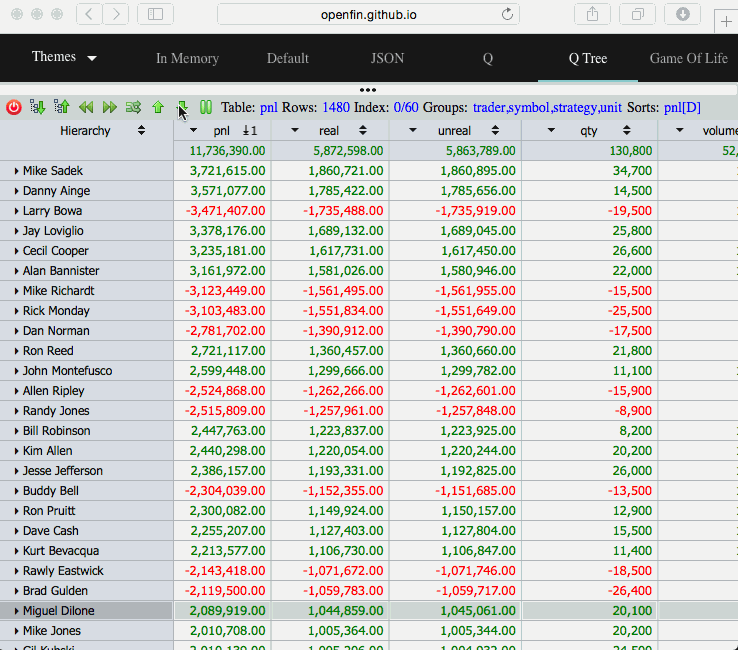 openfin.github.io
Themes In Memory Default JSON Q Q Tree Game Of Life
Table: pnl Rows: 1480 Index: 0/60 Groups: trader,symbol,strategy,unit Sorts: pnl[D]
Hierarchy pnl 1 real unreal qty volume
11,736,390.00 5,872,598.00 5,863,789.00 130,800 52,
Mike Sadek 3,721,615.00 1,860,721.00 1,860,895.00 34,700
Danny Ainge 3,571,077.00 1,785,422.00 1,785,656.00 14,500
Larry Bowa -3,471,407.00 -1,735,488.00 -1,735,919.00 -19,500
Jay Loviglio 3,378,176.00 1,689,132.00 1,689,045.00 25,800
Cecil Cooper 3,235,181.00 1,617,731.00 1,617,450.00 26,600
Alan Bannister 3,161,972.00 1,581,026.00 1,580,946.00 22,000
Mike Richardt -3,123,449.00 -1,561,495.00 -1,561,955.00 -15,500
Rick Monday -3,103,483.00 -1,551,834.00 -1,551,649.00 -25,500
Dan Norman -2,781,702.00 -1,390,912.00 -1,390,790.00 -17,500
Ron Reed 2,721,117.00 1,360,457.00 1,360,660.00 21,800
John Montefusco 2,599,448.00 1,299,666.00 1,299,782.00 11,100
Allen Ripley -2,524,868.00 -1,262,266.00 -1,262,601.00 -15,900
Randy Jones -2,515,809.00 -1,257,961.00 -1,257,848.00 -8,900
Bill Robinson 2,447,763.00 1,223,837.00 1,223,925.00 8,200
Kim Allen 2,440,298.00 1,220,054.00 1,220,244.00 20,200
Jesse Jefferson 2,386,157.00 1,193,331.00 1,192,825.00 26,000
Buddy Bell -2,304,039.00 -1,152,355.00 -1,151,685.00 -13,500
Ron Pruitt 2,300,082.00 1,149,924.00 1,150,157.00 12,900
Dave Cash 2,255,207.00 1,127,403.00 1,127,804.00 15,500
Kurt Bevacqua 2,213,577.00 1,106,730.00 1,106,847.00 11,400
Rawly Eastwick -2,143,418.00 -1,071,672.00 -1,071,746.00 -18,500
Brad Gulden -2,119,500.00 -1,059,783.00 -1,059,717.00 -26,400
Miguel Dilone 2,089,919.00 1,044,859.00 1,045,061.00 20,100
Mike Jones 2,010,708.00 1,005,364.00 1,005,344.00 20,200